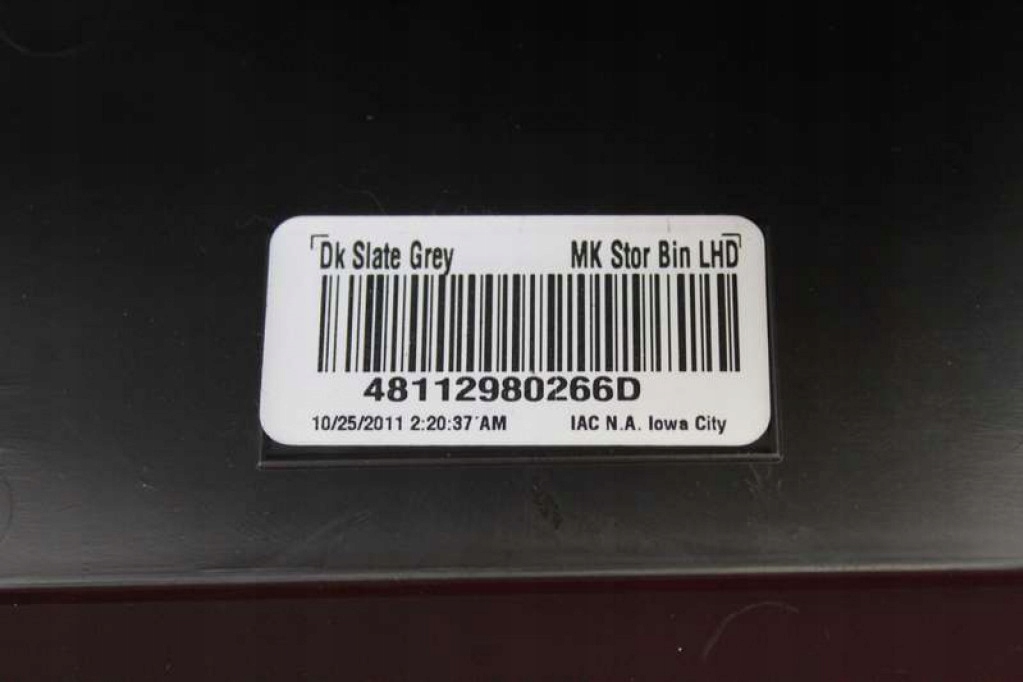 Dk Slate Grey MK Stor Bin LHD
48112980266D
10/25/2011 2:20:37 AM IAC N.A. Iowa City